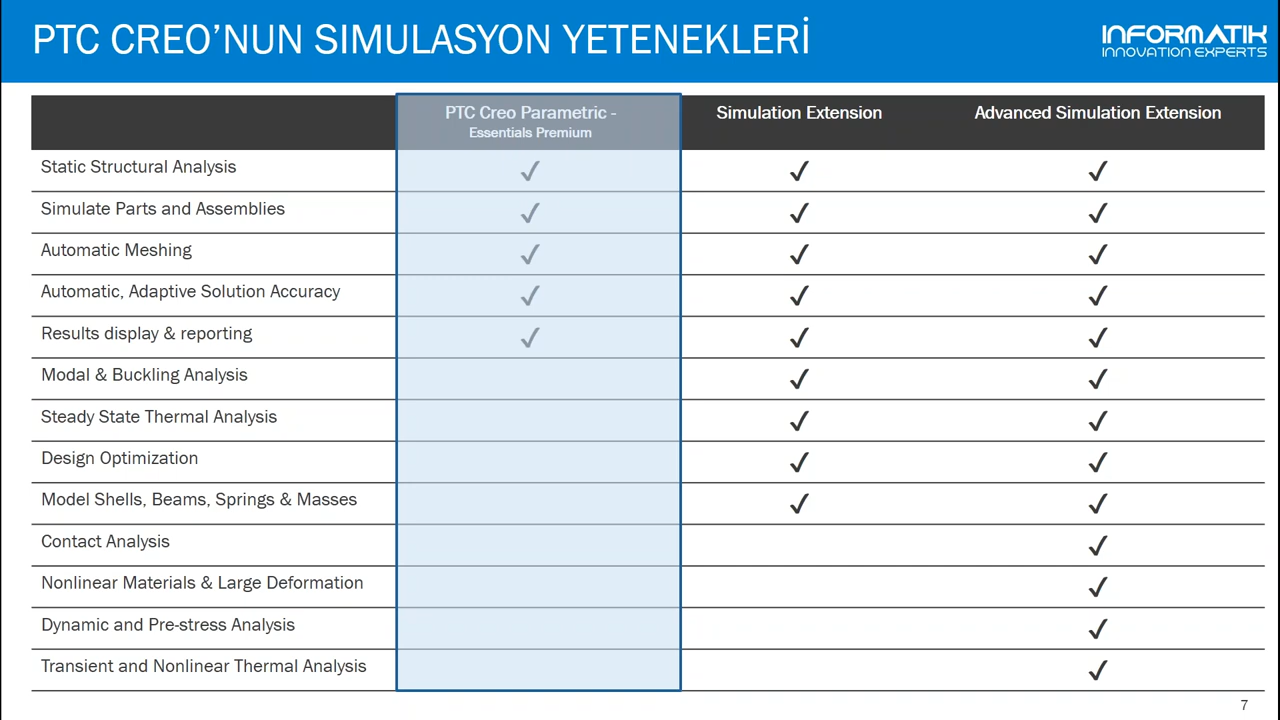 PTC CREO’NUN SIMULASYON YETENEKLERİ
INFORMATIK
INNOVATION EXPERTS
PTC Creo Parametric -
Essentials Premium
Simulation Extension
Advanced Simulation Extension
Static Structural Analysis ✓ ✓ ✓
Simulate Parts and Assemblies ✓ ✓ ✓
Automatic Meshing ✓ ✓ ✓
Automatic, Adaptive Solution Accuracy ✓ ✓ ✓
Results display & reporting ✓ ✓ ✓
Modal & Buckling Analysis ✓ ✓
Steady State Thermal Analysis ✓ ✓
Design Optimization ✓ ✓
Model Shells, Beams, Springs & Masses ✓ ✓
Contact Analysis ✓
Nonlinear Materials & Large Deformation ✓
Dynamic and Pre-stress Analysis ✓
Transient and Nonlinear Thermal Analysis ✓
7